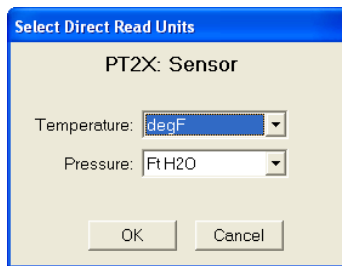 Select Direct Read Units
PT2X: Sensor
Temperature: degF
Pressure: Ft H2O
OK Cancel